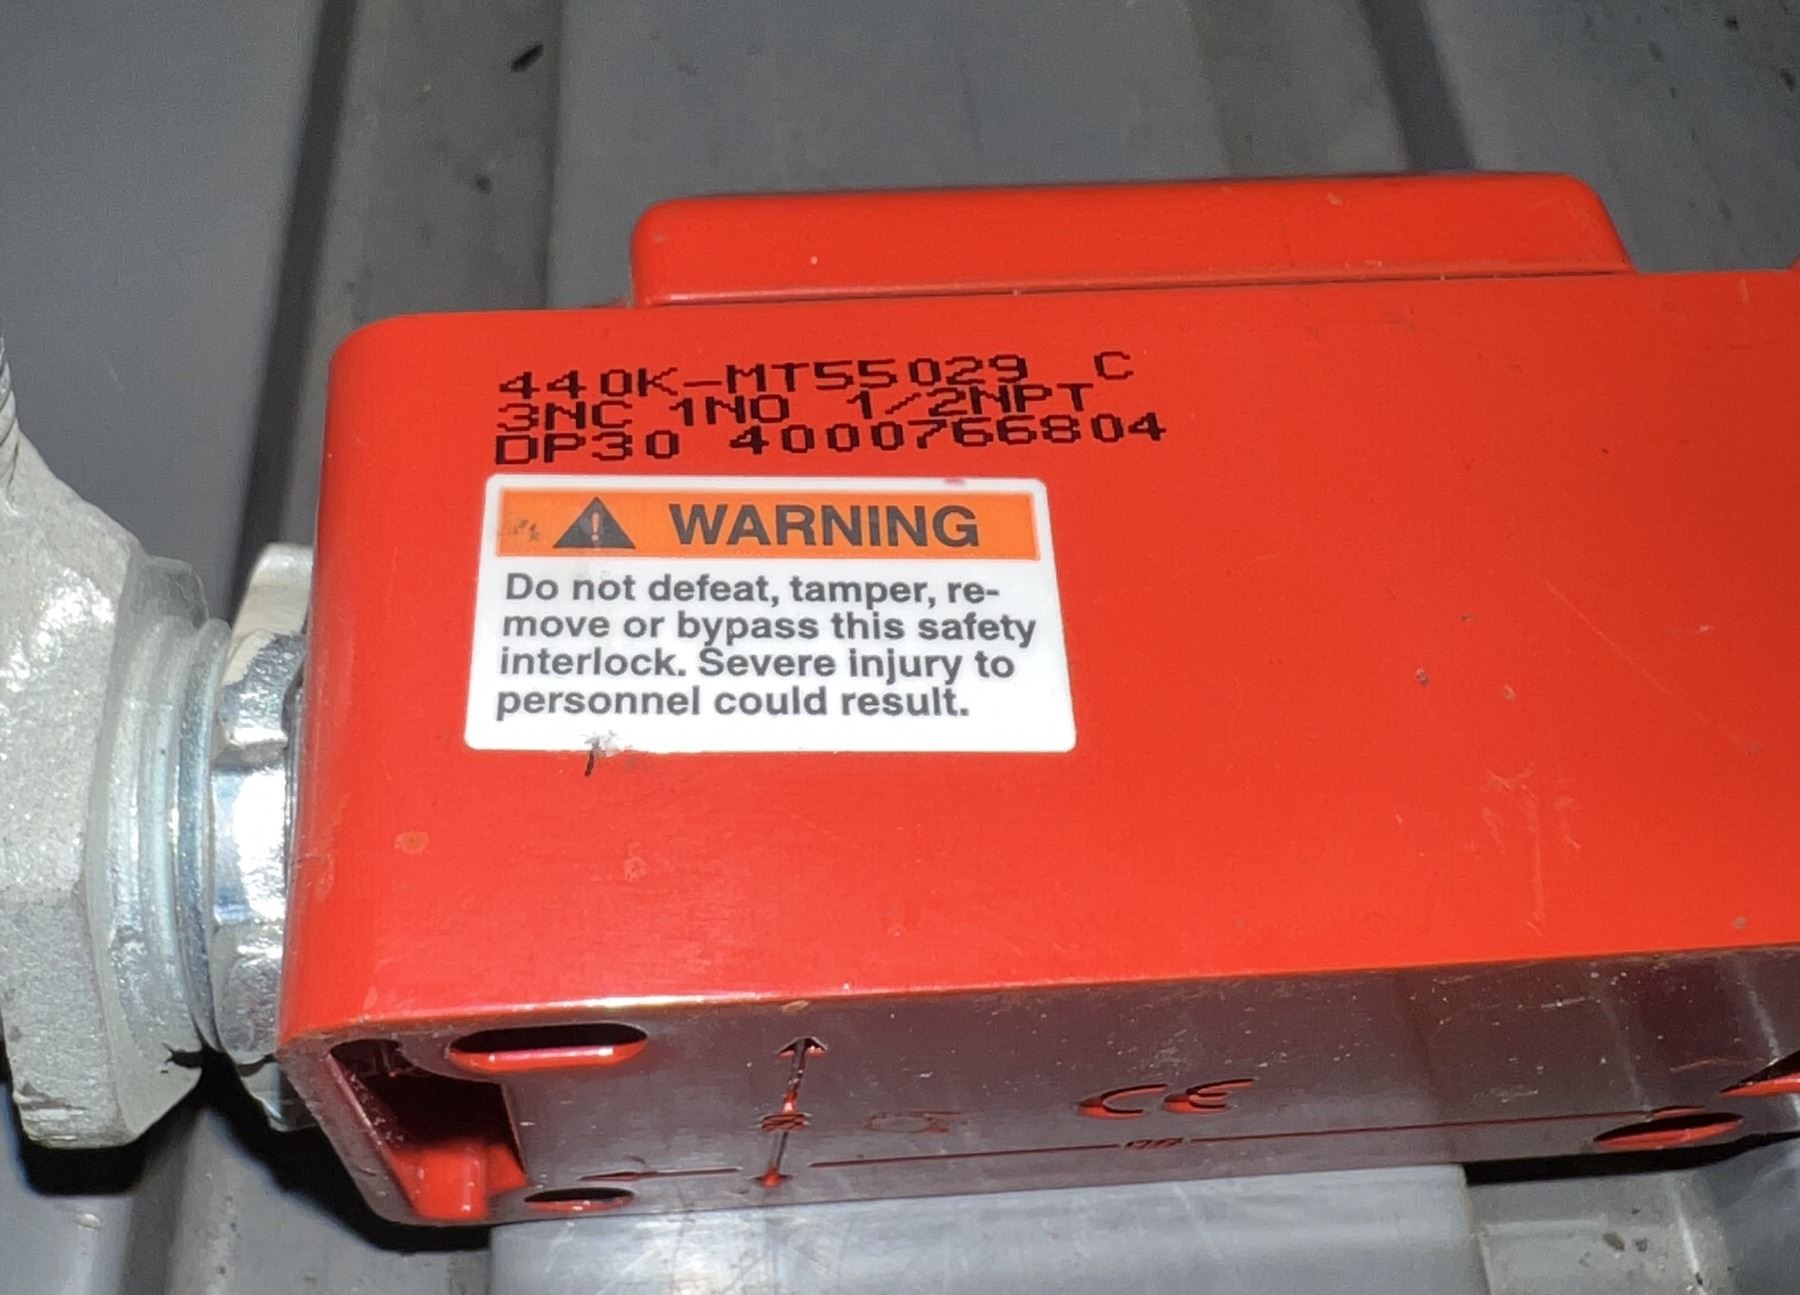 440K-MT55029 C
3NC 1NO 1/2NPT
DP30 4000766804
WARNING
Do not defeat, tamper, re-
move or bypass this safety
interlock. Severe injury to
personnel could result.
CE